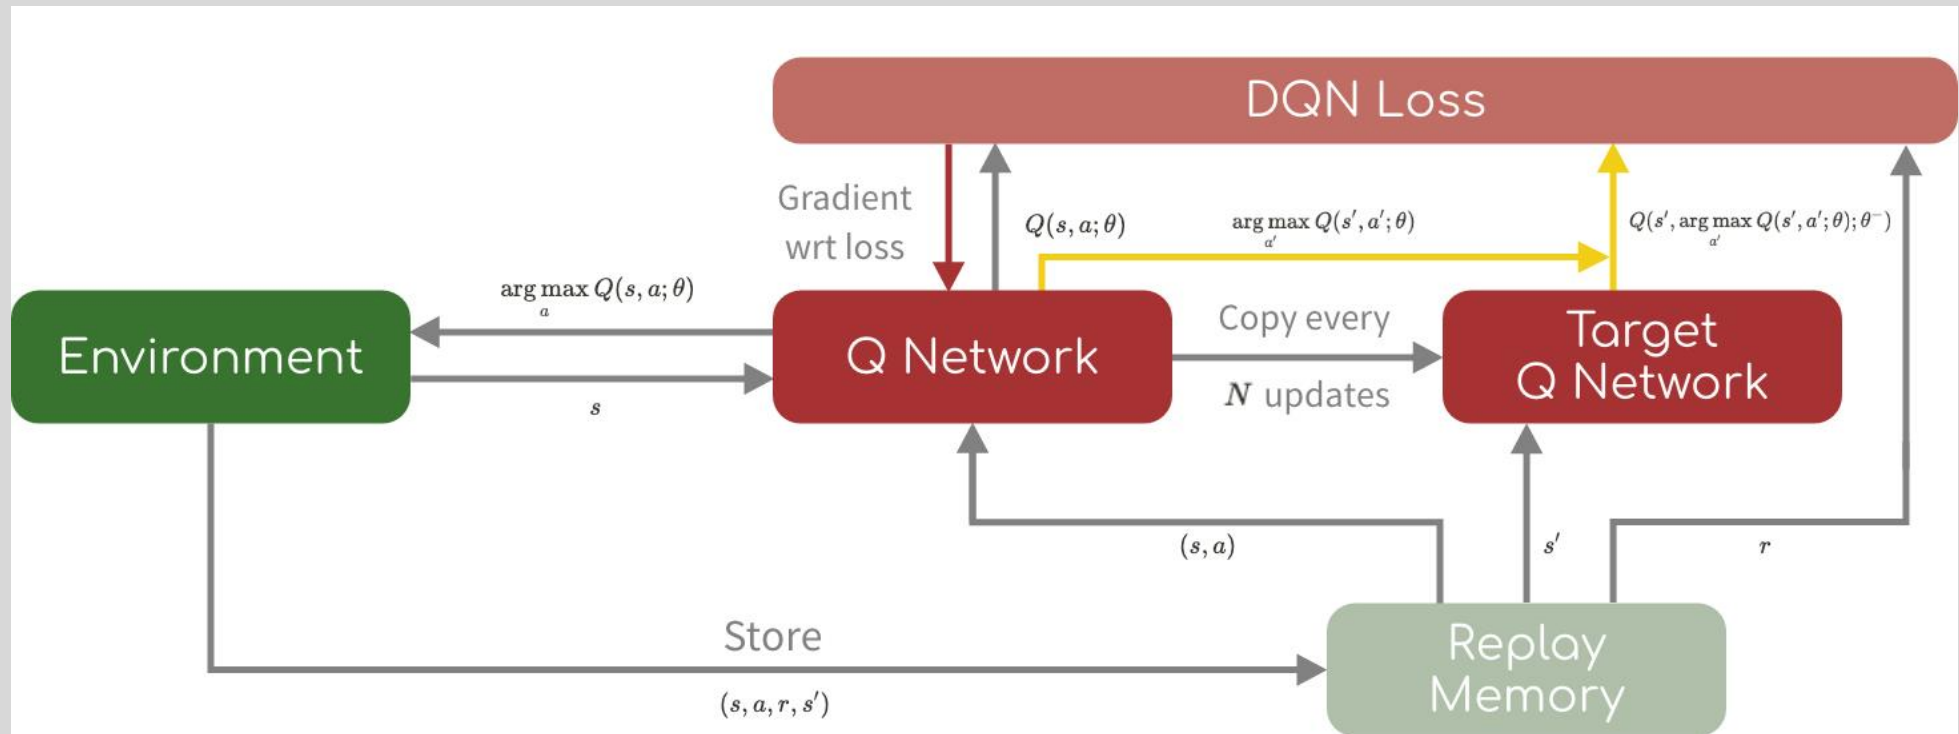 DQN Loss
Gradient
wrt loss
Q(s, a; θ)
arg max Q(s′, a′; θ)
a′
Q(s′, arg max Q(s′, a′; θ); θ⁻)
a′
arg max Q(s, a; θ)
a
Environment
s
Q Network
Copy every
N updates
Target
Q Network
(s, a)
s′
r
Store
(s, a, r, s′)
Replay
Memory